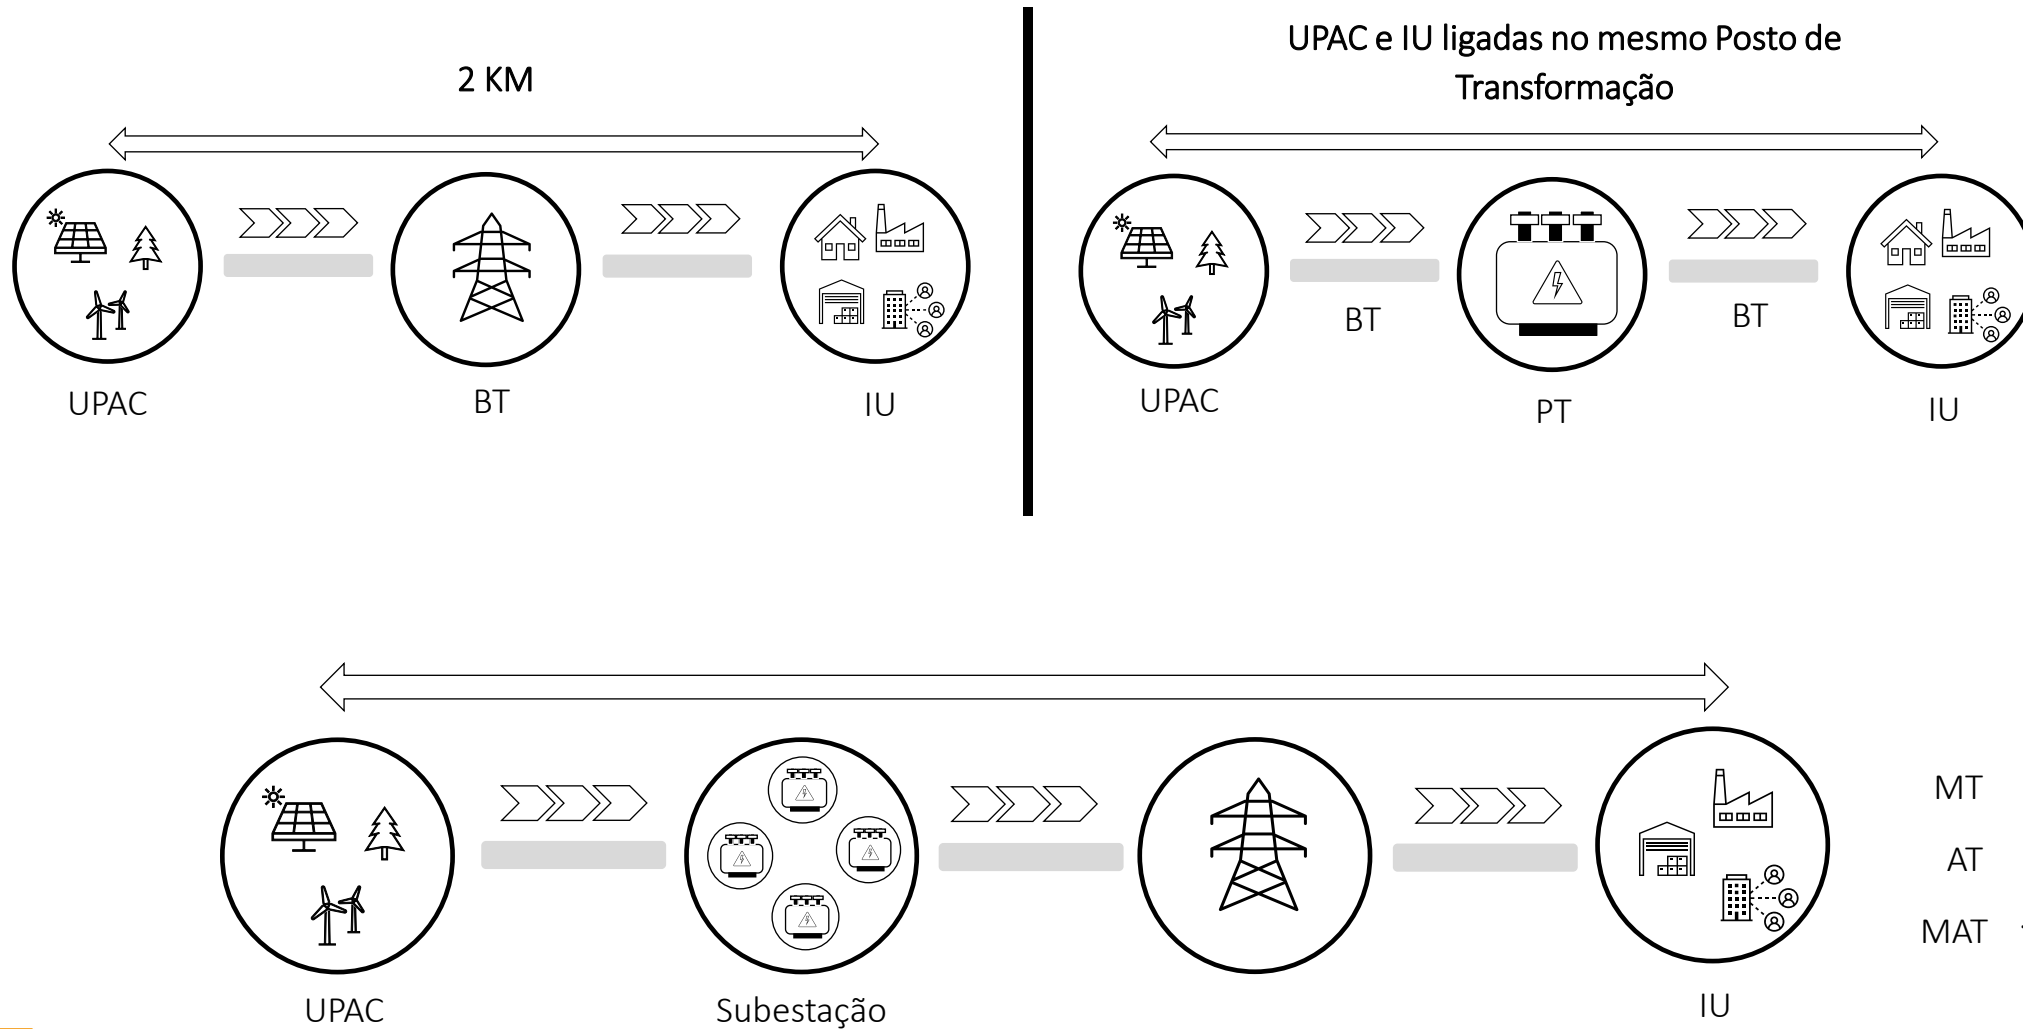 2 KM
UPAC
BT
IU
UPAC e IU ligadas no mesmo Posto de
Transformação
BT
BT
UPAC
PT
IU
UPAC
Subestação
IU
MT
AT
MAT